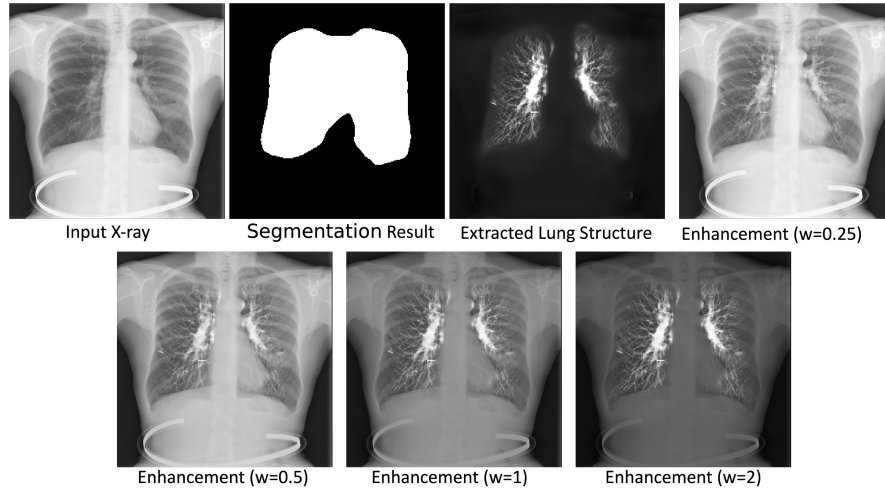 Input X-ray
Segmentation Result
Extracted Lung Structure
Enhancement (w=0.25)
Enhancement (w=0.5)
Enhancement (w=1)
Enhancement (w=2)